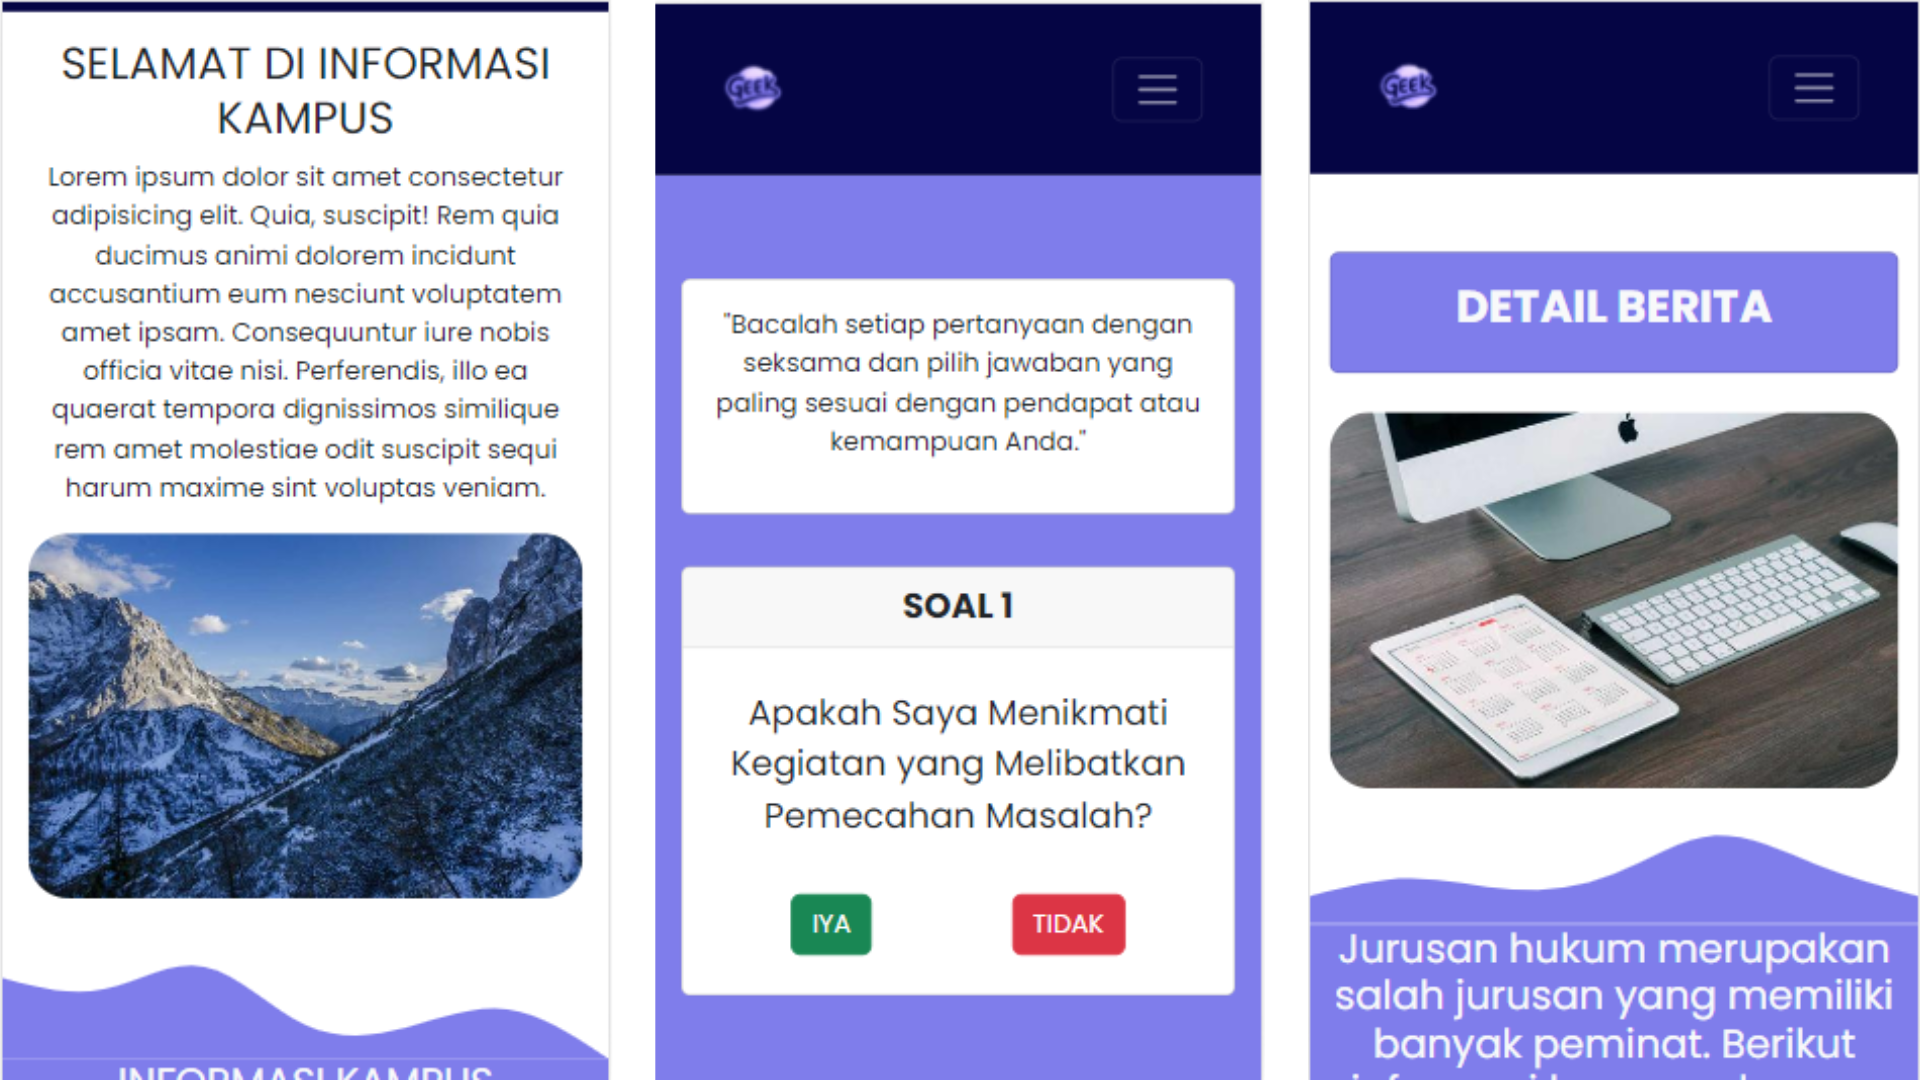 SELAMAT DI INFORMASI
KAMPUS
Lorem ipsum dolor sit amet consectetur
adipisicing elit. Quia, suscipit! Rem quia
ducimus animi dolorem incidunt
accusantium eum nesciunt voluptatem
amet ipsam. Consequuntur iure nobis
officia vitae nisi. Perferendis, illo ea
quaerat tempora dignissimos similique
rem amet molestiae odit suscipit sequi
harum maxime sint voluptas veniam.
INFORMASI KAMPUS
GEEK
"Bacalah setiap pertanyaan dengan
seksama dan pilih jawaban yang
paling sesuai dengan pendapat atau
kemampuan Anda."
SOAL 1
Apakah Saya Menikmati
Kegiatan yang Melibatkan
Pemecahan Masalah?
IYA
TIDAK
GEEK
DETAIL BERITA
Jurusan hukum merupakan
salah jurusan yang memiliki
banyak peminat. Berikut